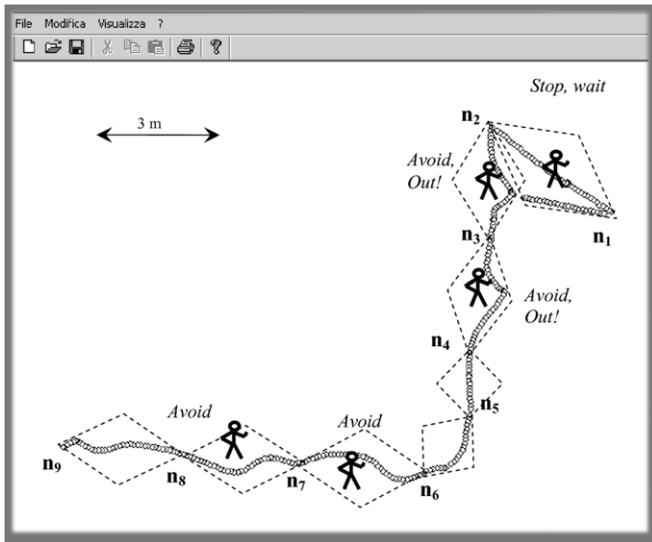 File Modifica Visualizza ?
Stop, wait
3 m
n₂
Avoid,
Out!
n₁
n₃
Avoid,
Out!
n₄
n₅
Avoid
Avoid
n₉
n₈
n₇
n₆